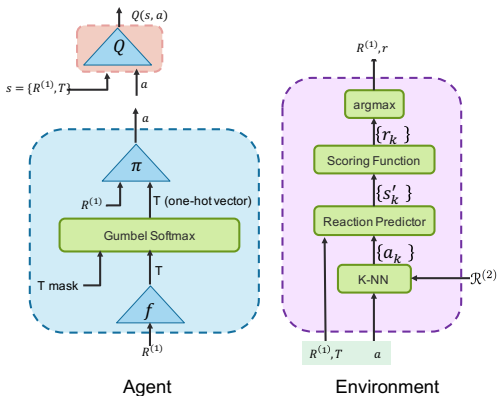 Q(s, a)
Q
s = {R⁽¹⁾, T}
a
a
π
R⁽¹⁾
T (one-hot vector)
Gumbel Softmax
T mask
T
f
R⁽¹⁾
Agent
R⁽¹⁾, r
argmax
{rₖ }
Scoring Function
{s′ₖ }
Reaction Predictor
{aₖ }
K-NN
ℛ⁽²⁾
R⁽¹⁾, T
a
Environment